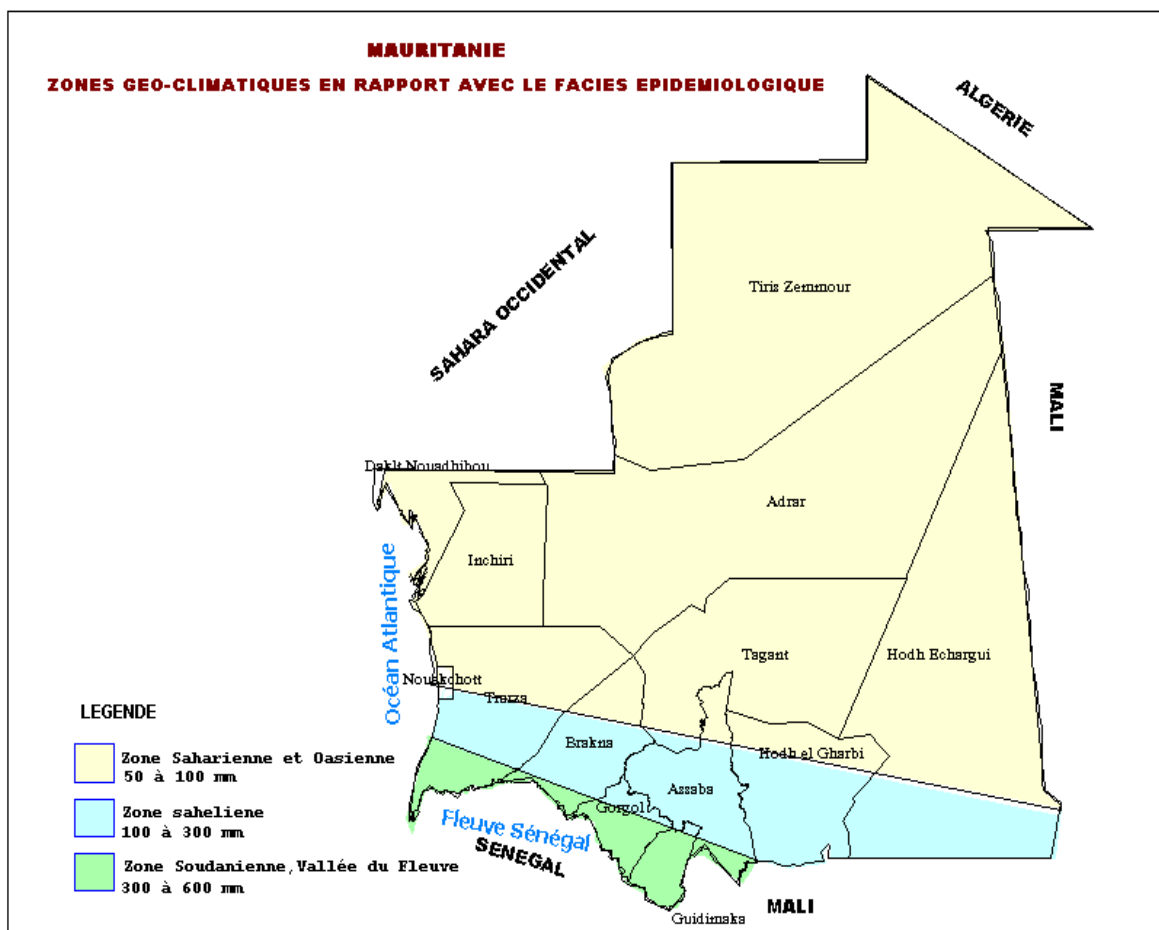 MAURITANIE
ZONES GEO-CLIMATIQUES EN RAPPORT AVEC LE FACIES EPIDEMIOLOGIQUE
ALGERIE
SAHARA OCCIDENTAL
Tiris Zemmour
MALI
Daklt Nouadhibou
Adrar
Inchiri
Océan Atlantique
Tagant
Hodh Echargui
Nouakchott
Trarza
Brakna
Hodh el Gharbi
Assaba
Gorgol
Fleuve Sénégal
SENEGAL
MALI
Guidimaka
LEGENDE
Zone Saharienne et Oasienne
50 à 100 mm
Zone saheliene
100 à 300 mm
Zone Soudanienne,Vallée du Fleuve
300 à 600 mm